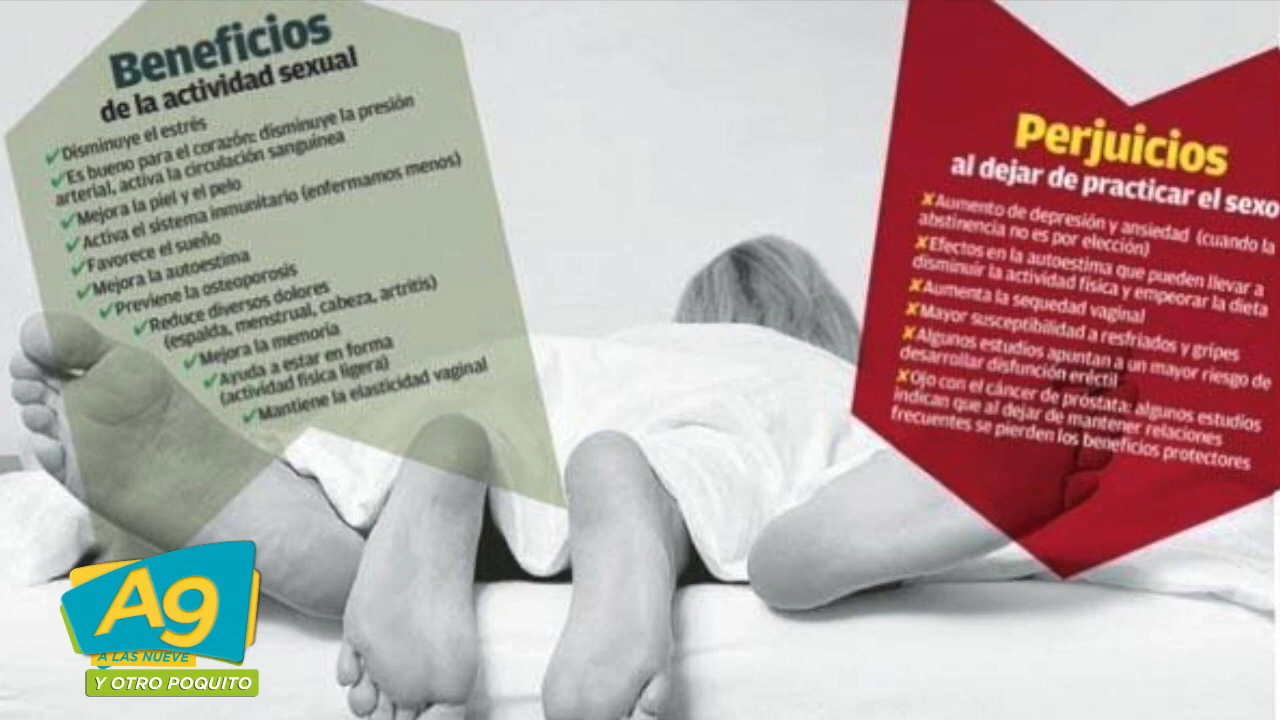 Beneficios
de la actividad sexual
✓Disminuye el estrés
✓Es bueno para el corazón: disminuye la presión
arterial, activa la circulación sanguínea
✓Mejora la piel y el pelo
✓Activa el sistema inmunitario (enfermamos menos)
✓Favorece el sueño
✓Mejora la autoestima
✓Previene la osteoporosis
✓Reduce diversos dolores
(espalda, menstrual, cabeza, artritis)
✓Mejora la memoria
✓Ayuda a estar en forma
(actividad física ligera)
✓Mantiene la elasticidad vaginal
Perjuicios
al dejar de practicar el sexo
✘Aumento de depresión y ansiedad (cuando la
abstinencia no es por elección)
✘Efectos en la autoestima que pueden llevar a
disminuir la actividad física y empeorar la dieta
✘Aumenta la sequedad vaginal
✘Mayor susceptibilidad a resfriados y gripes
✘Algunos estudios apuntan a un mayor riesgo de
desarrollar disfunción eréctil
✘Ojo con el cáncer de próstata: algunos estudios
indican que al dejar de mantener relaciones
frecuentes se pierden los beneficios protectores
A9
A LAS NUEVE
Y OTRO POQUITO